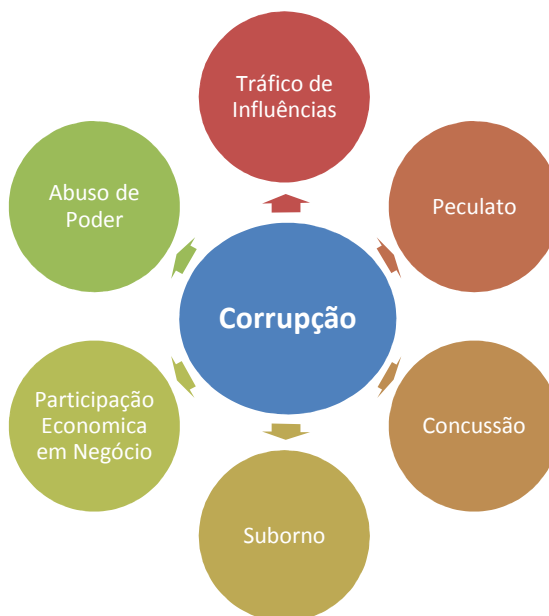 Tráfico de
Influências
Peculato
Concussão
Suborno
Participação
Economica
em Negócio
Abuso de
Poder
Corrupção